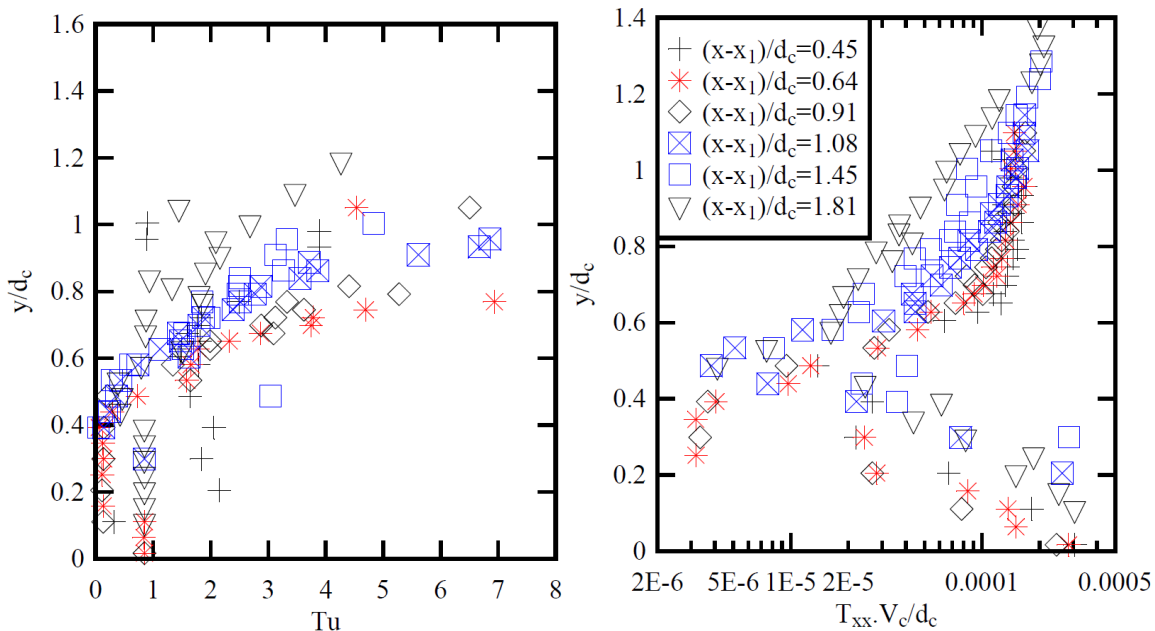 1.6
1.4
1.2
1
0.8
0.6
0.4
0.2
0
y/dc
0 1 2 3 4 5 6 7 8
Tu
1.4
1.2
1
0.8
0.6
0.4
0.2
0
y/dc
(x-x1)/dc=0.45
(x-x1)/dc=0.64
(x-x1)/dc=0.91
(x-x1)/dc=1.08
(x-x1)/dc=1.45
(x-x1)/dc=1.81
2E-6 5E-6 1E-5 2E-5 0.0001 0.0005
Txx.Vc/dc